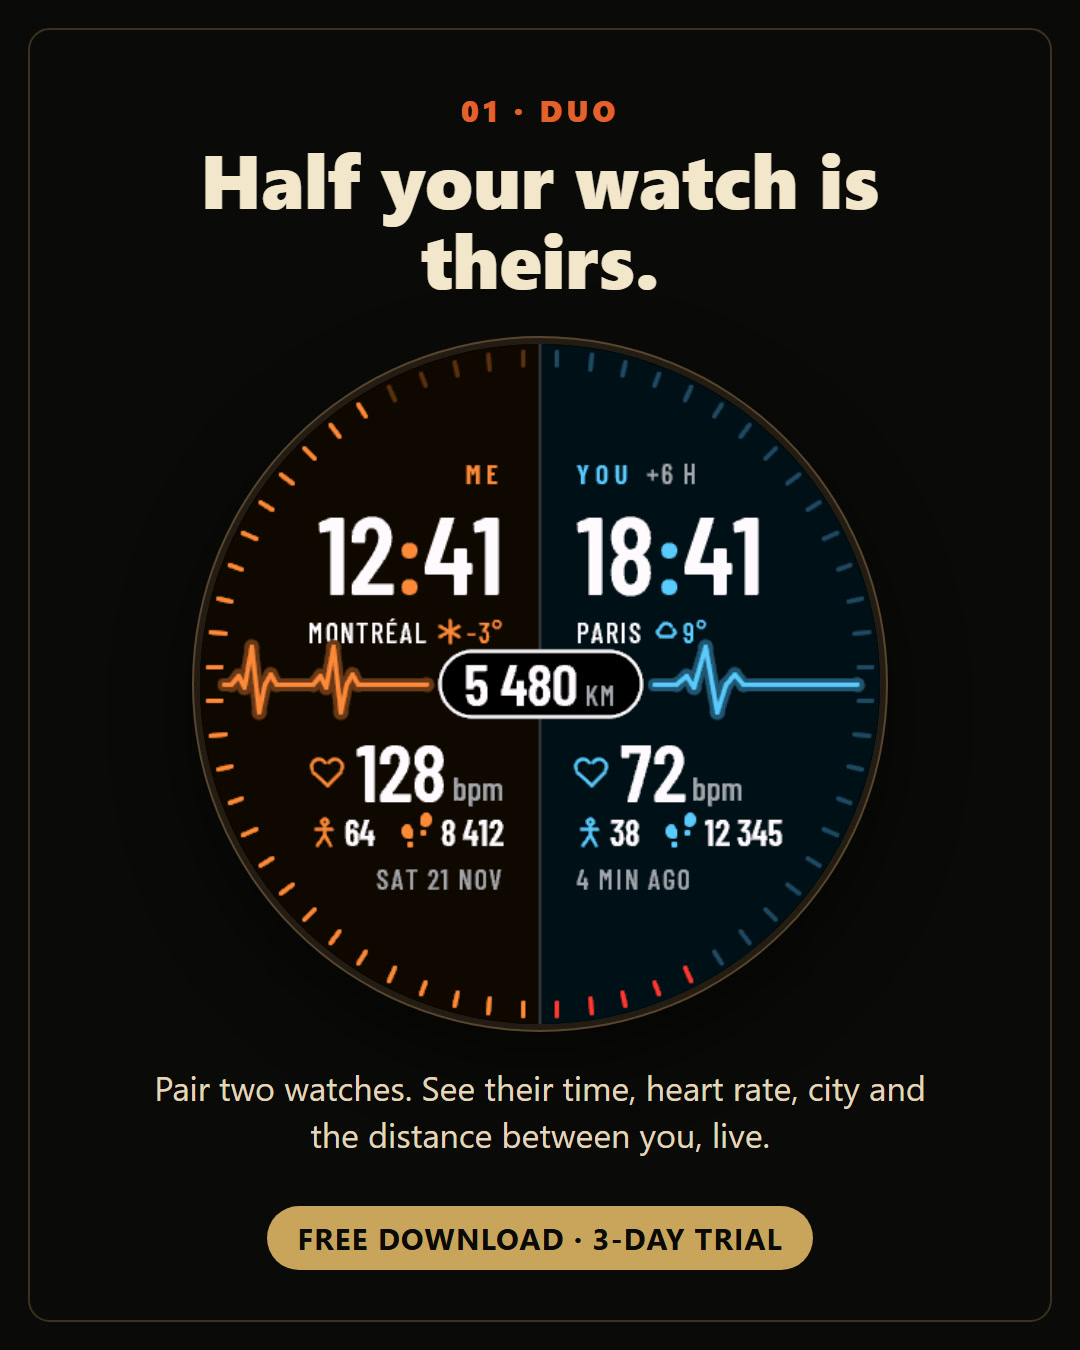 01 · DUO
Half your watch is
theirs.
ME
YOU +6 H
12:41
18:41
MONTRÉAL -3°
PARIS 9°
5 480 KM
128 bpm
72 bpm
64 8 412
38 12 345
SAT 21 NOV
4 MIN AGO
Pair two watches. See their time, heart rate, city and
the distance between you, live.
FREE DOWNLOAD · 3-DAY TRIAL